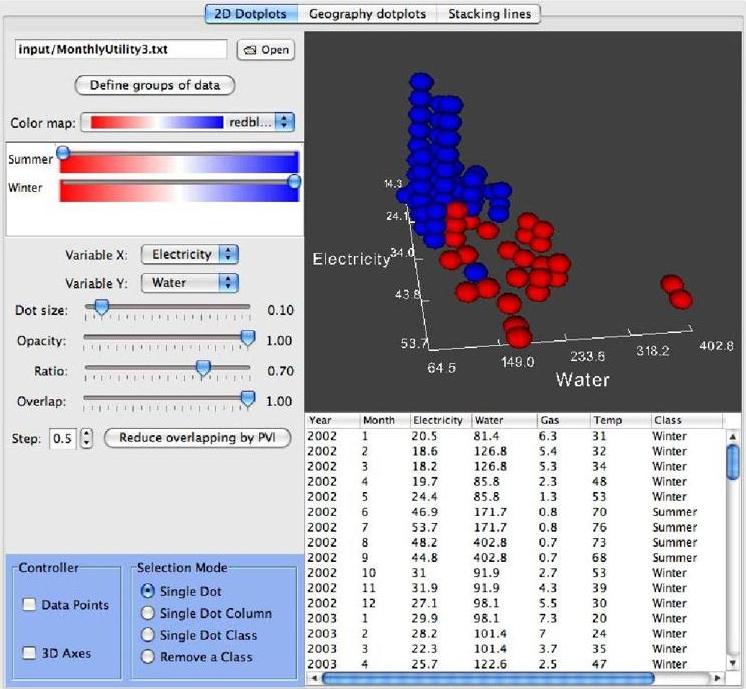 2D Dotplots Geography dotplots Stacking lines
input/MonthlyUtility3.txt Open
Define groups of data
Color map: redbl...
Summer
Winter
Variable X: Electricity
Variable Y: Water
Dot size: 0.10
Opacity: 1.00
Ratio: 0.70
Overlap: 1.00
Step: 0.5 Reduce overlapping by PVI
Controller
Data Points
3D Axes
Selection Mode
Single Dot
Single Dot Column
Single Dot Class
Remove a Class
14.3
24.1
34.0
Electricity
43.8
53.7
64.5 149.0 233.6 318.2 402.8
Water
Year Month Electricity Water Gas Temp Class
2002 1 20.5 81.4 6.3 31 Winter
2002 2 18.6 126.8 5.4 32 Winter
2002 3 18.2 126.8 5.3 34 Winter
2002 4 19.7 85.8 2.3 48 Winter
2002 5 24.4 85.8 1.3 53 Winter
2002 6 46.9 171.7 0.8 70 Summer
2002 7 53.7 171.7 0.8 76 Summer
2002 8 48.2 402.8 0.7 73 Summer
2002 9 44.8 402.8 0.7 68 Summer
2002 10 31 91.9 2.7 53 Winter
2002 11 31.9 91.9 4.3 39 Winter
2002 12 27.1 98.1 5.5 30 Winter
2003 1 29.9 98.1 7.3 20 Winter
2003 2 28.2 101.4 7 24 Winter
2003 3 22.3 101.4 3.7 35 Winter
2003 4 25.7 122.6 2.5 47 Winter